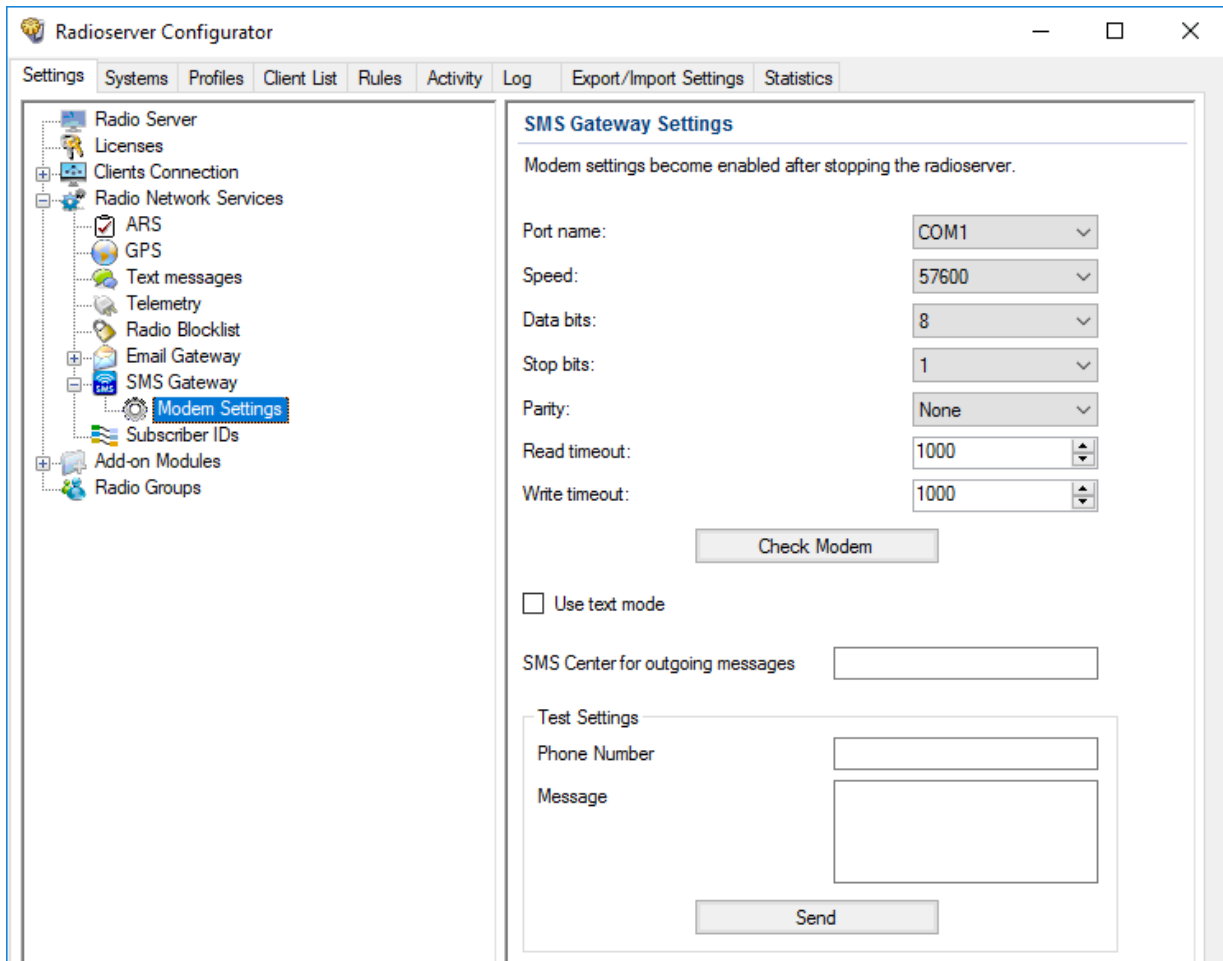 Radioserver Configurator
Settings Systems Profiles Client List Rules Activity Log Export/Import Settings Statistics
Radio Server
Licenses
Clients Connection
Radio Network Services
ARS
GPS
Text messages
Telemetry
Radio Blocklist
Email Gateway
SMS
SMS Gateway
Modem Settings
Subscriber IDs
Add-on Modules
Radio Groups
SMS Gateway Settings
Modem settings become enabled after stopping the radioserver.
Port name: COM1
Speed: 57600
Data bits: 8
Stop bits: 1
Parity: None
Read timeout: 1000
Write timeout: 1000
Check Modem
Use text mode
SMS Center for outgoing messages
Test Settings
Phone Number
Message
Send